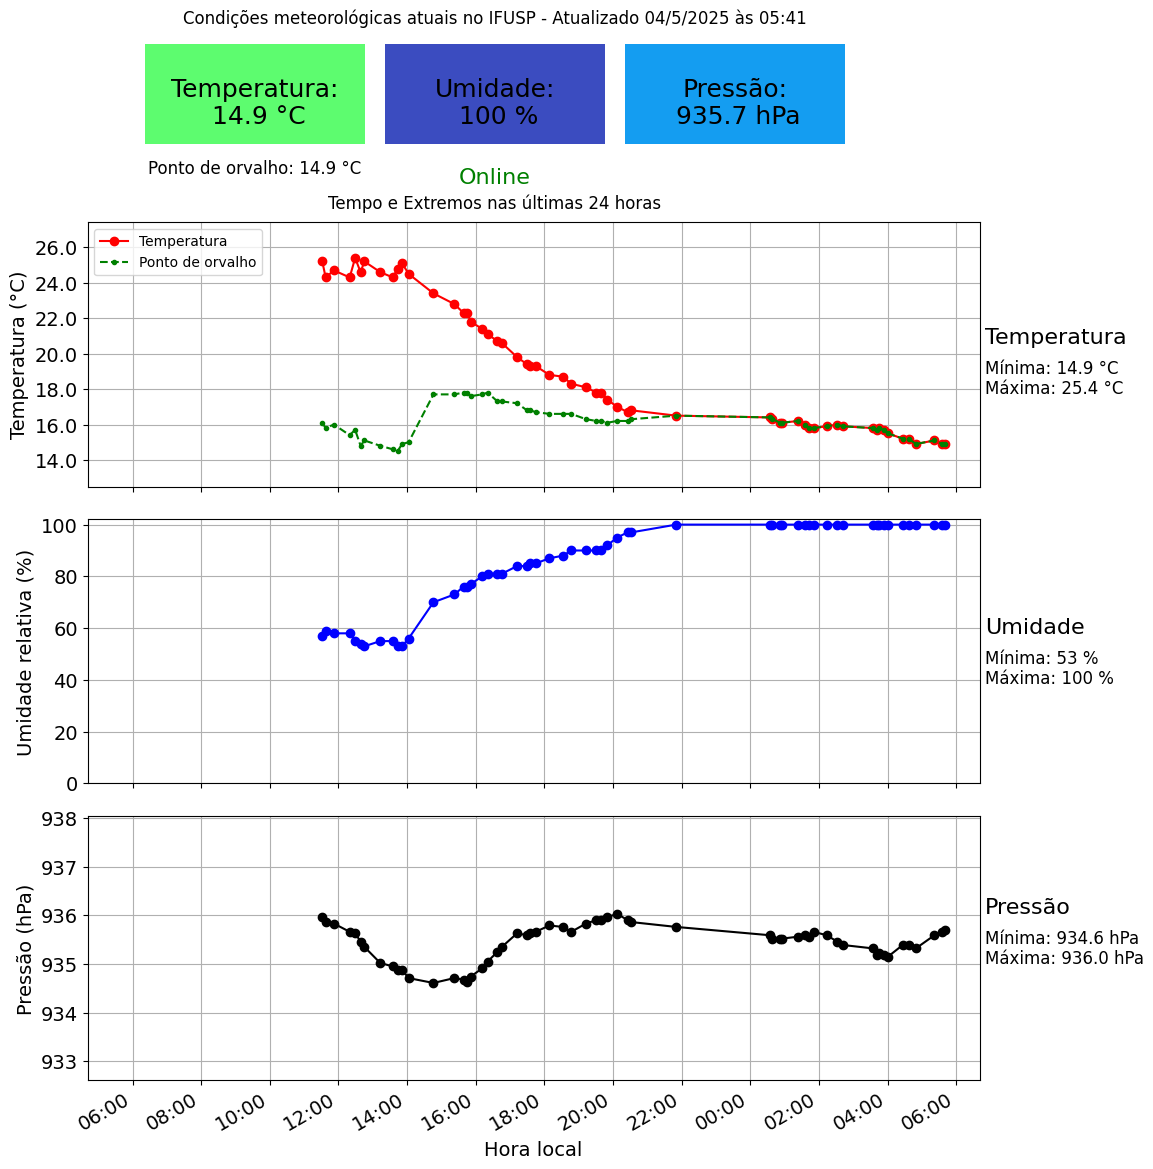 Condições meteorológicas atuais no IFUSP - Atualizado 04/5/2025 às 05:41
Temperatura:
14.9 °C
Umidade:
100 %
Pressão:
935.7 hPa
Ponto de orvalho: 14.9 °C
Online
Tempo e Extremos nas últimas 24 horas
Temperatura
Ponto de orvalho
Temperatura (°C)
26.0
24.0
22.0
20.0
18.0
16.0
14.0
Temperatura
Mínima: 14.9 °C
Máxima: 25.4 °C
Umidade relativa (%)
100
80
60
40
20
0
Umidade
Mínima: 53 %
Máxima: 100 %
Pressão (hPa)
938
937
936
935
934
933
Pressão
Mínima: 934.6 hPa
Máxima: 936.0 hPa
06:00 08:00 10:00 12:00 14:00 16:00 18:00 20:00 22:00 00:00 02:00 04:00 06:00
Hora local